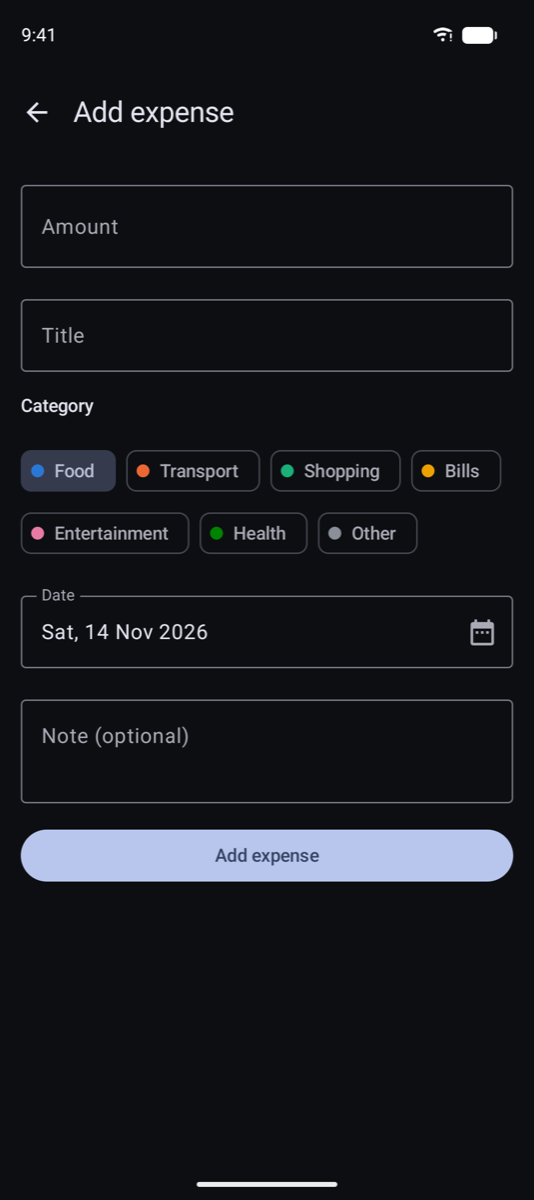 9:41
Add expense
Amount
Title
Category
Food Transport Shopping Bills
Entertainment Health Other
Date
Sat, 14 Nov 2026
Note (optional)
Add expense